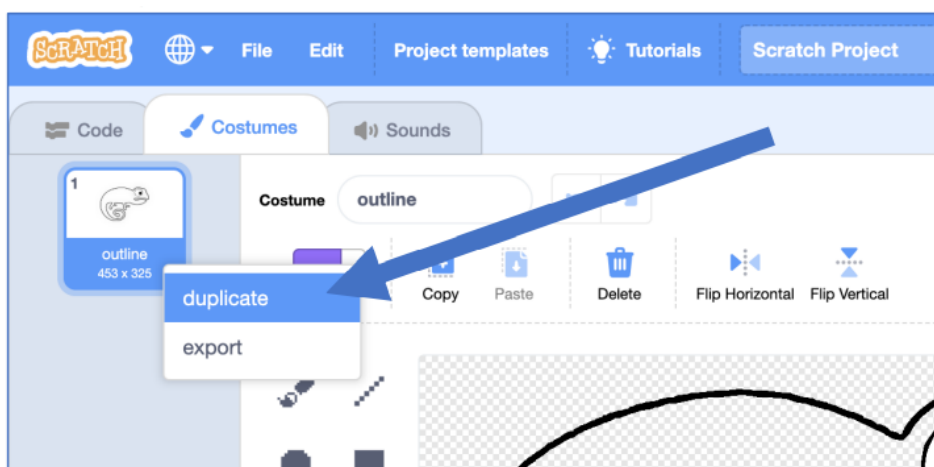 SCRATCH File Edit Project templates Tutorials Scratch Project
Code Costumes Sounds
1
Costume outline
outline
453 x 325
Copy Paste Delete Flip Horizontal Flip Vertical
duplicate
export